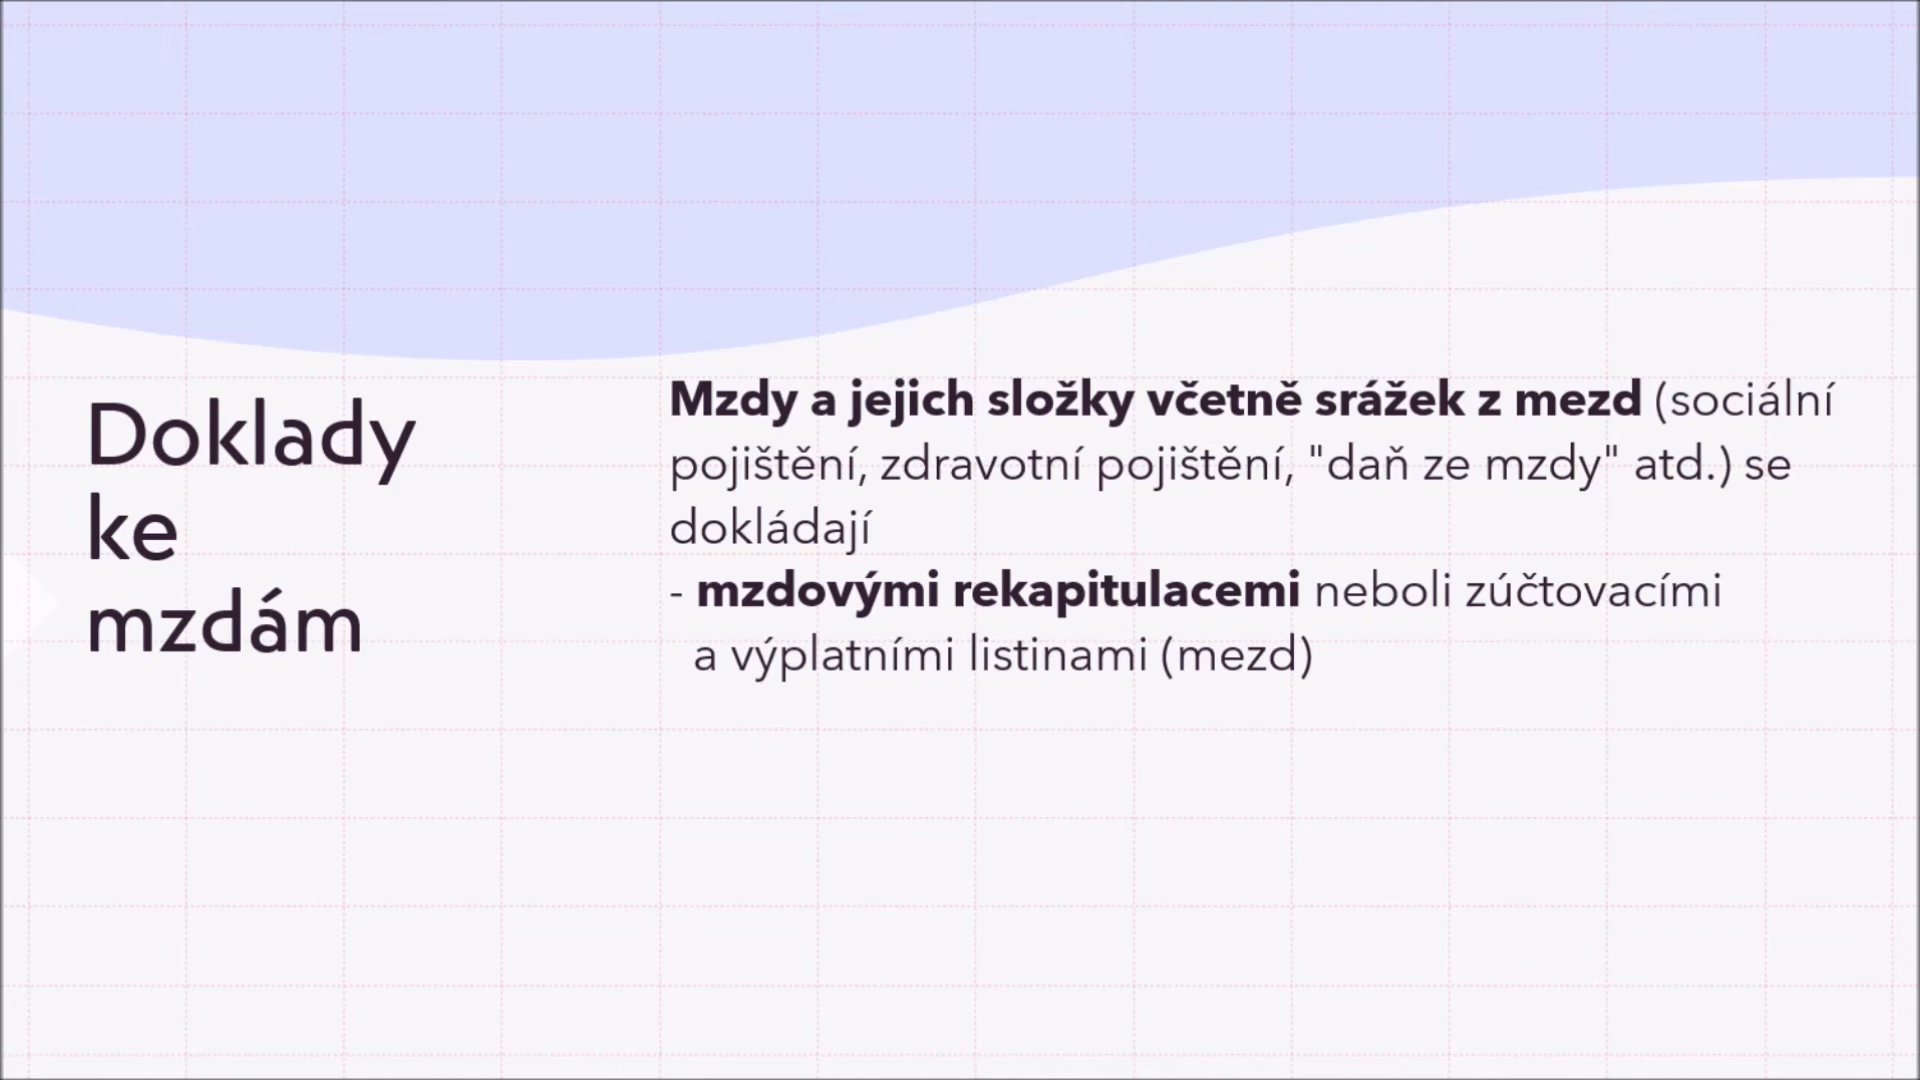 Doklady
ke
mzdám
Mzdy a jejich složky včetně srážek z mezd (sociální
pojištění, zdravotní pojištění, "daň ze mzdy" atd.) se
dokládají
- mzdovými rekapitulacemi neboli zúčtovacími
a výplatními listinami (mezd)